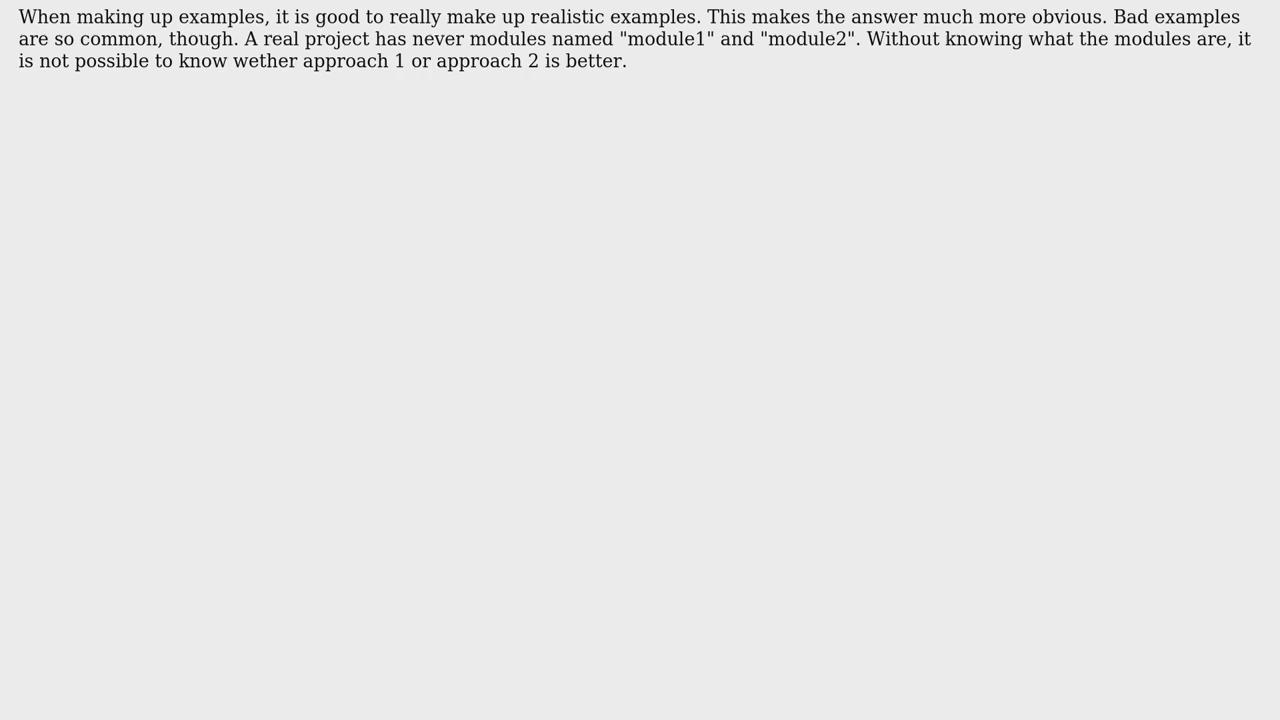 When making up examples, it is good to really make up realistic examples. This makes the answer much more obvious. Bad examples
are so common, though. A real project has never modules named "module1" and "module2". Without knowing what the modules are, it
is not possible to know wether approach 1 or approach 2 is better.